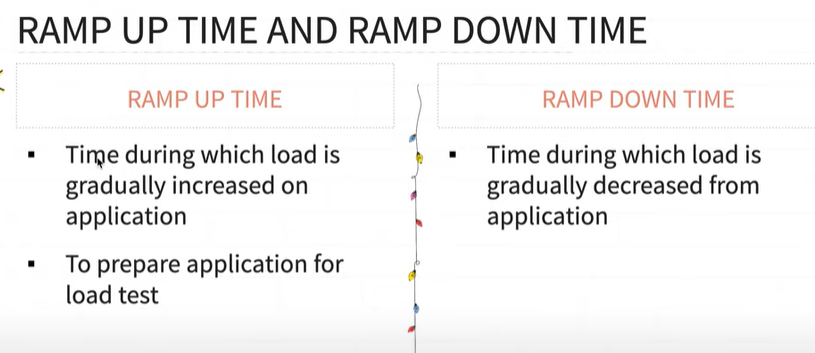 RAMP UP TIME AND RAMP DOWN TIME
RAMP UP TIME
▪ Time during which load is
gradually increased on
application
▪ To prepare application for
load test
RAMP DOWN TIME
▪ Time during which load is
gradually decreased from
application